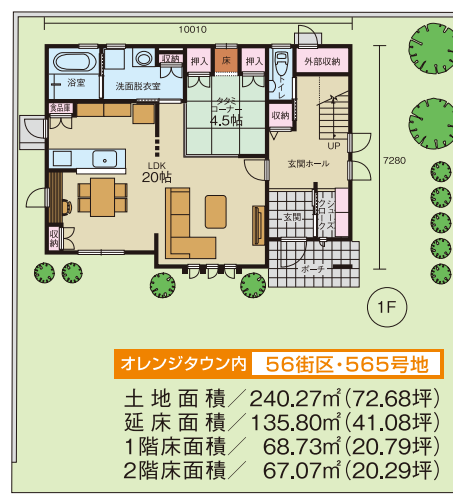 10010
収納
押入
床
押入
外部収納
浴室
洗面脱衣室
トイレ
タタミ
コーナー
4.5帖
食品庫
収納
UP
LDK
20帖
玄関ホール
7280
玄関
シューズ
クローク
収納
ポーチ
1F
オレンジタウン内 56街区・565号地
土地面積／240.27㎡(72.68坪)
延床面積／135.80㎡(41.08坪)
1階床面積／ 68.73㎡(20.79坪)
2階床面積／ 67.07㎡(20.29坪)